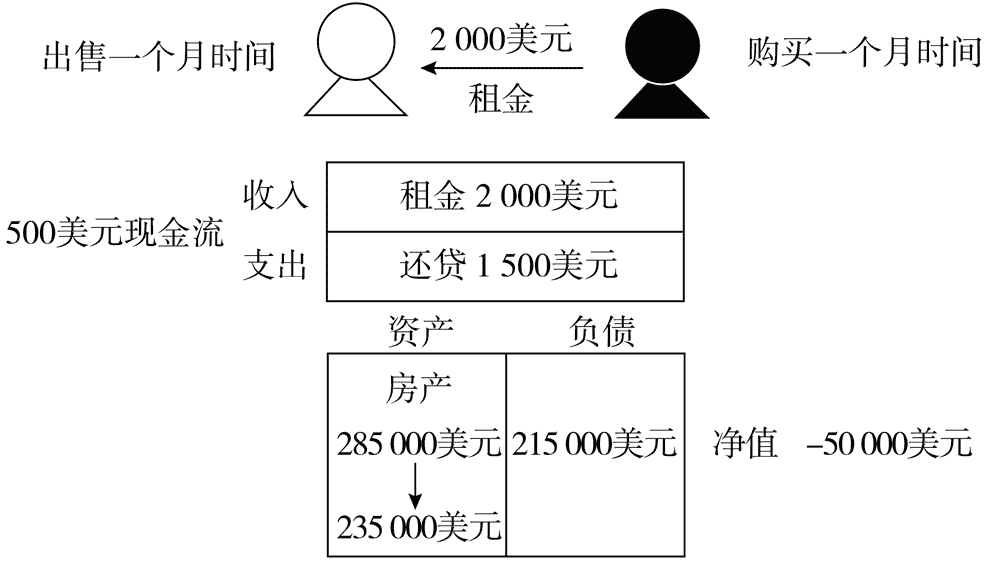 出售一个月时间
2 000美元
租金
购买一个月时间
500美元现金流
收入
租金 2 000美元
支出
还贷 1 500美元
资产
负债
房产
285 000美元
215 000美元
净值 -50 000美元
235 000美元